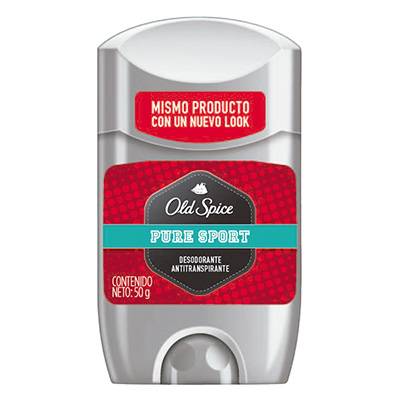 MISMO PRODUCTO
CON UN NUEVO LOOK
Old Spice
PURE SPORT
DESODORANTE
ANTITRANSPIRANTE
CONTENIDO
NETO: 50 g